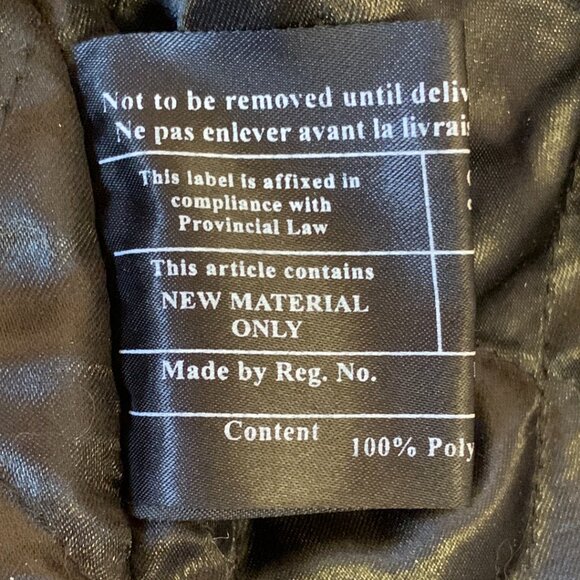 Not to be removed until deliv
Ne pas enlever avant la livrais
This label is affixed in
compliance with
Provincial Law
This article contains
NEW MATERIAL
ONLY
Made by Reg. No.
Content
100% Poly